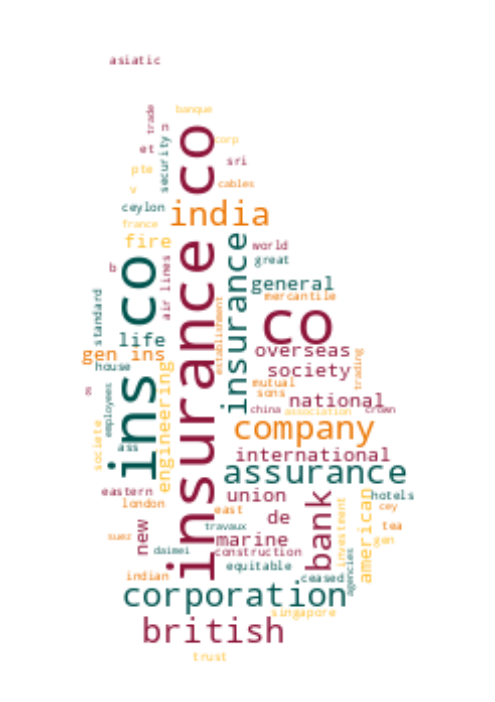 asiatic
banque
trade
n
corp
et
security
sri
pte
cables
v
ceylon
india
france
fire
insurance co
world
great
b
ins co
air lines
insurance
general
mercantile
standard
establishment
co
life
overseas
gen ins
society
house
trading
mutual
employees
engineering
sons
national
china
association
crown
societe
company
ass
international
assurance
eastern
union
bank
hotels
london
east
de
investment
american
cey
new
travaux
tea
suez
marine
gen
daimei
construction
equitable
indian
ceased
agencies
corporation
singapore
british
trust